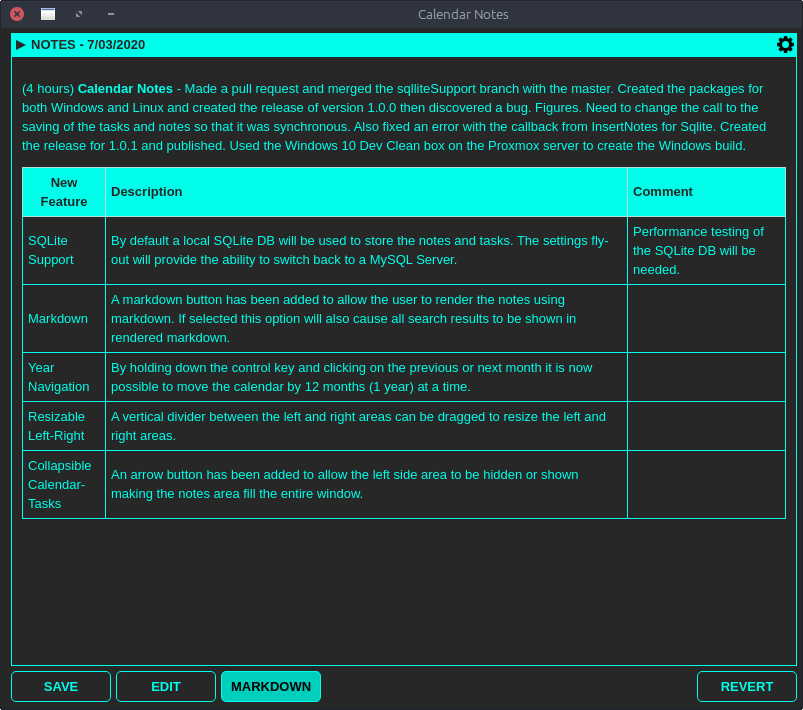 Calendar Notes
NOTES - 7/03/2020
(4 hours) Calendar Notes - Made a pull request and merged the sqlliteSupport branch with the master. Created the packages for
both Windows and Linux and created the release of version 1.0.0 then discovered a bug. Figures. Need to change the call to the
saving of the tasks and notes so that it was synchronous. Also fixed an error with the callback from InsertNotes for Sqlite. Created
the release for 1.0.1 and published. Used the Windows 10 Dev Clean box on the Proxmox server to create the Windows build.
New
Feature
Description
Comment
SQLite
Support
By default a local SQLite DB will be used to store the notes and tasks. The settings fly-
out will provide the ability to switch back to a MySQL Server.
Performance testing of
the SQLite DB will be
needed.
Markdown
A markdown button has been added to allow the user to render the notes using
markdown. If selected this option will also cause all search results to be shown in
rendered markdown.
Year
Navigation
By holding down the control key and clicking on the previous or next month it is now
possible to move the calendar by 12 months (1 year) at a time.
Resizable
Left-Right
A vertical divider between the left and right areas can be dragged to resize the left and
right areas.
Collapsible
Calendar-
Tasks
An arrow button has been added to allow the left side area to be hidden or shown
making the notes area fill the entire window.
SAVE
EDIT
MARKDOWN
REVERT